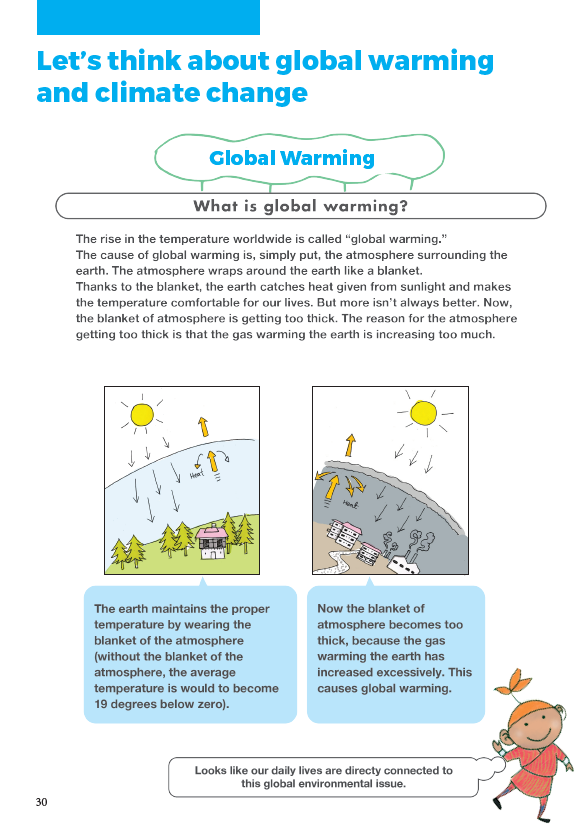 Let's think about global warming
and climate change
Global Warming
What is global warming?
The rise in the temperature worldwide is called “global warming.”
The cause of global warming is, simply put, the atmosphere surrounding the
earth. The atmosphere wraps around the earth like a blanket.
Thanks to the blanket, the earth catches heat given from sunlight and makes
the temperature comfortable for our lives. But more isn't always better. Now,
the blanket of atmosphere is getting too thick. The reason for the atmosphere
getting too thick is that the gas warming the earth is increasing too much.
Heat
Heat
The earth maintains the proper
temperature by wearing the
blanket of the atmosphere
(without the blanket of the
atmosphere, the average
temperature is would to become
19 degrees below zero).
Now the blanket of
atmosphere becomes too
thick, because the gas
warming the earth has
increased excessively. This
causes global warming.
Looks like our daily lives are directy connected to
this global environmental issue.
30